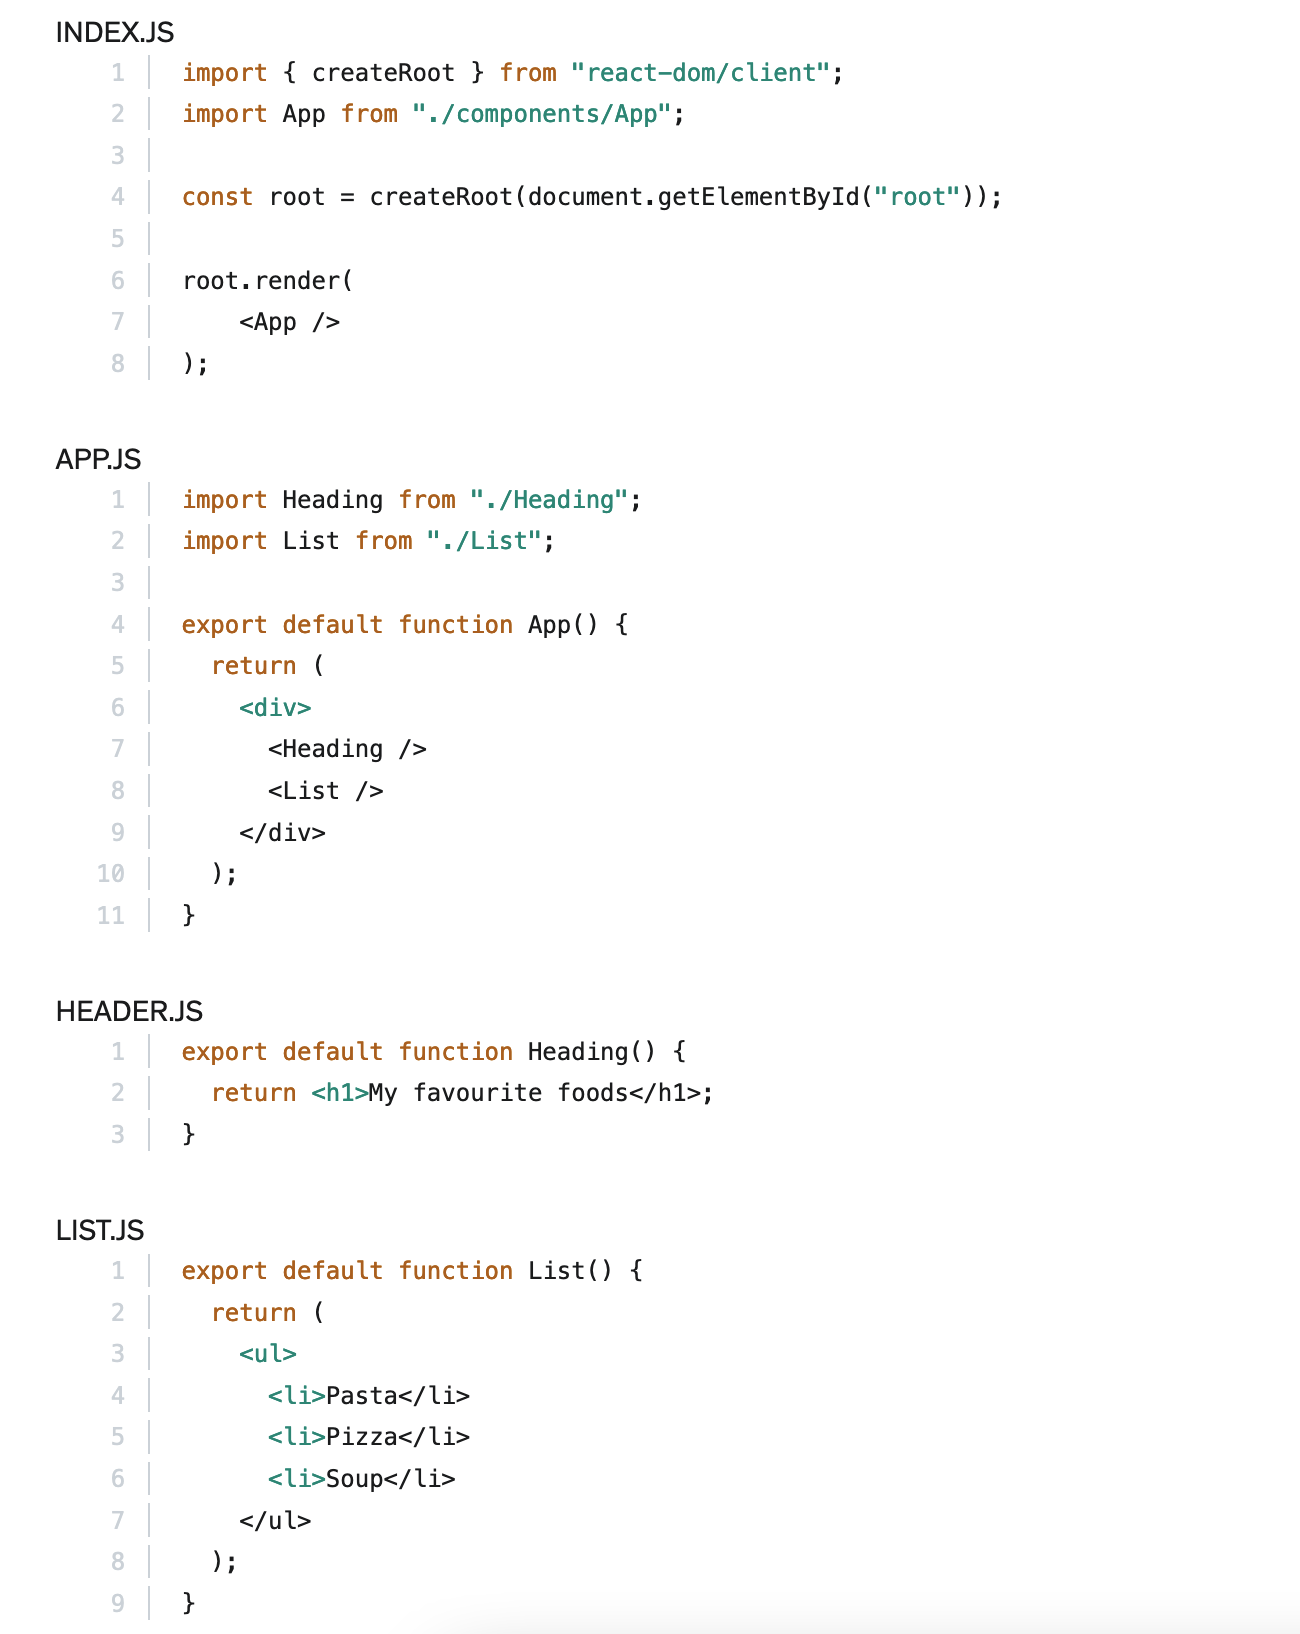 INDEX.JS
1 import { createRoot } from "react-dom/client";
2 import App from "./components/App";
3
4 const root = createRoot(document.getElementById("root"));
5
6 root.render(
7     <App />
8 );
APP.JS
1 import Heading from "./Heading";
2 import List from "./List";
3
4 export default function App() {
5   return (
6     <div>
7       <Heading />
8       <List />
9     </div>
10   );
11 }
HEADER.JS
1 export default function Heading() {
2   return <h1>My favourite foods</h1>;
3 }
LIST.JS
1 export default function List() {
2   return (
3     <ul>
4       <li>Pasta</li>
5       <li>Pizza</li>
6       <li>Soup</li>
7     </ul>
8   );
9 }